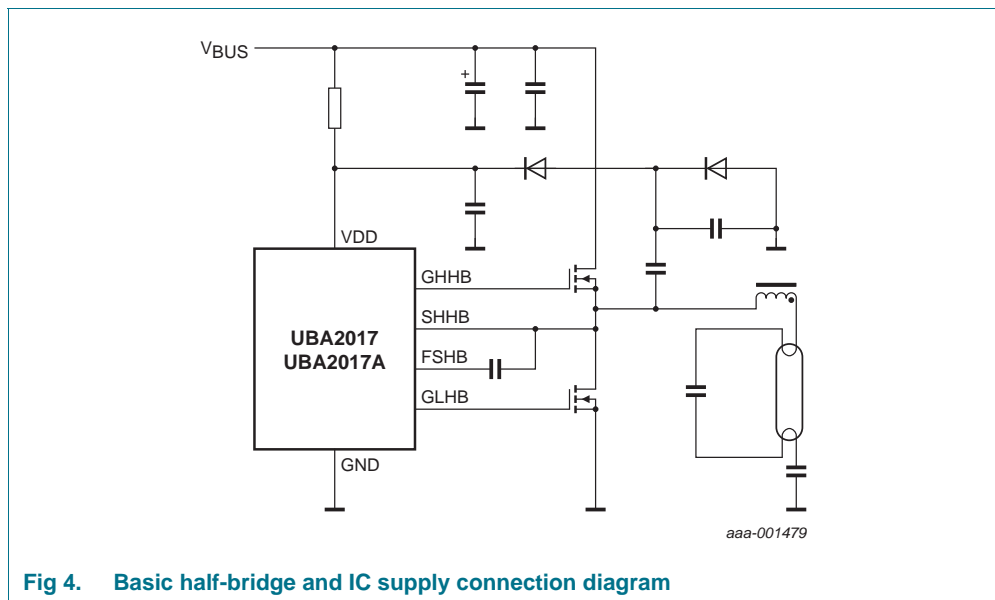 VBUS
+
VDD
GHHB
SHHB
UBA2017
UBA2017A
FSHB
GLHB
GND
aaa-001479
Fig 4. Basic half-bridge and IC supply connection diagram